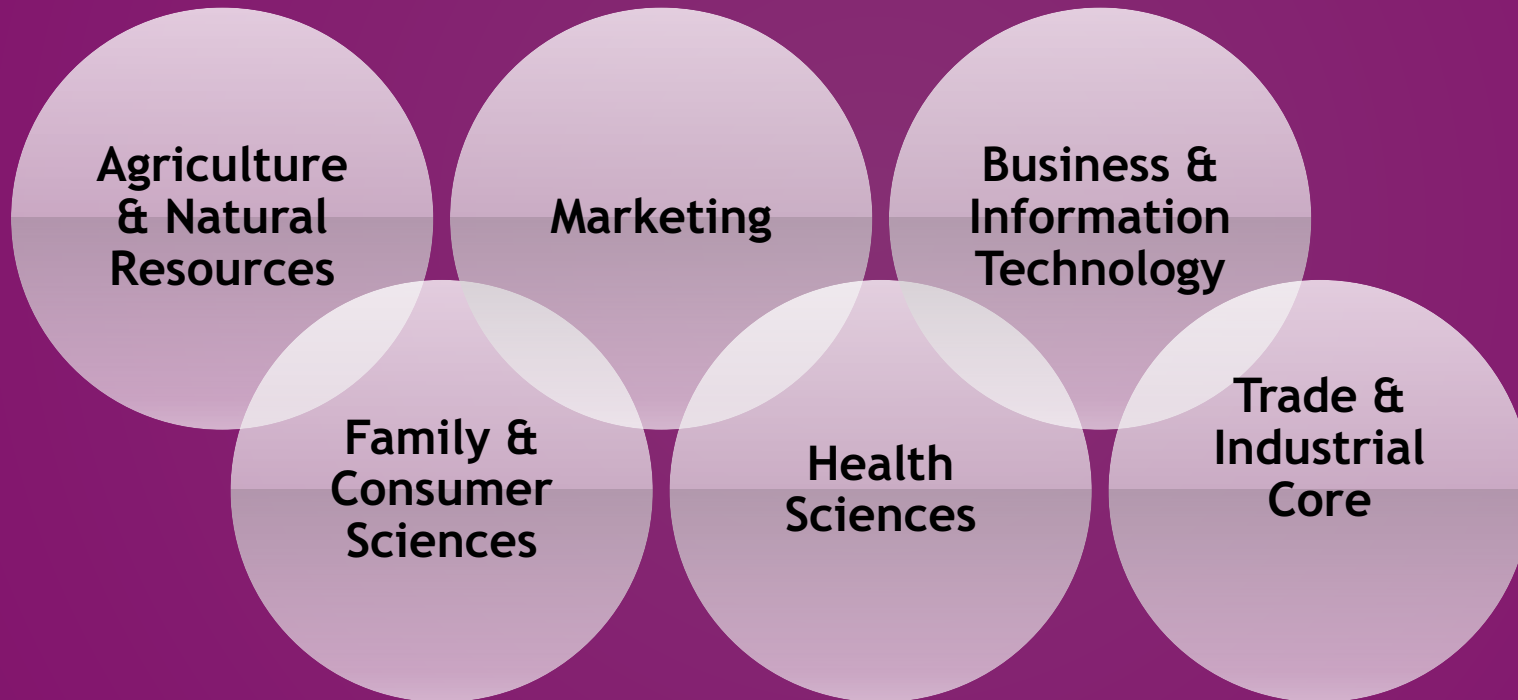 Agriculture
& Natural
Resources
Marketing
Business &
Information
Technology
Family &
Consumer
Sciences
Health
Sciences
Trade &
Industrial
Core